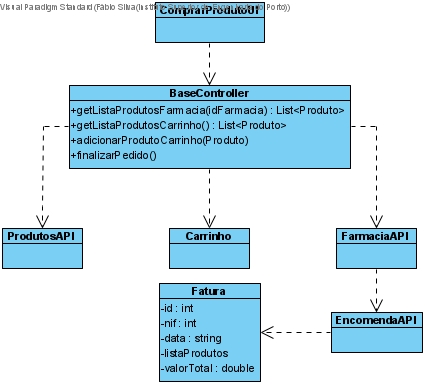 Visual Paradigm Standard (Fábio Silva(Instituto Superior de Engenharia do Porto))
ComprarProdutoUI
BaseController
+getListaProdutosFarmacia(idFarmacia) : List<Produto>
+getListaProdutosCarrinho() : List<Produto>
+adicionarProdutoCarrinho(Produto)
+finalizarPedido()
ProdutosAPI
Carrinho
FarmaciaAPI
Fatura
-id : int
-nif : int
-data : string
-listaProdutos
-valorTotal : double
EncomendaAPI